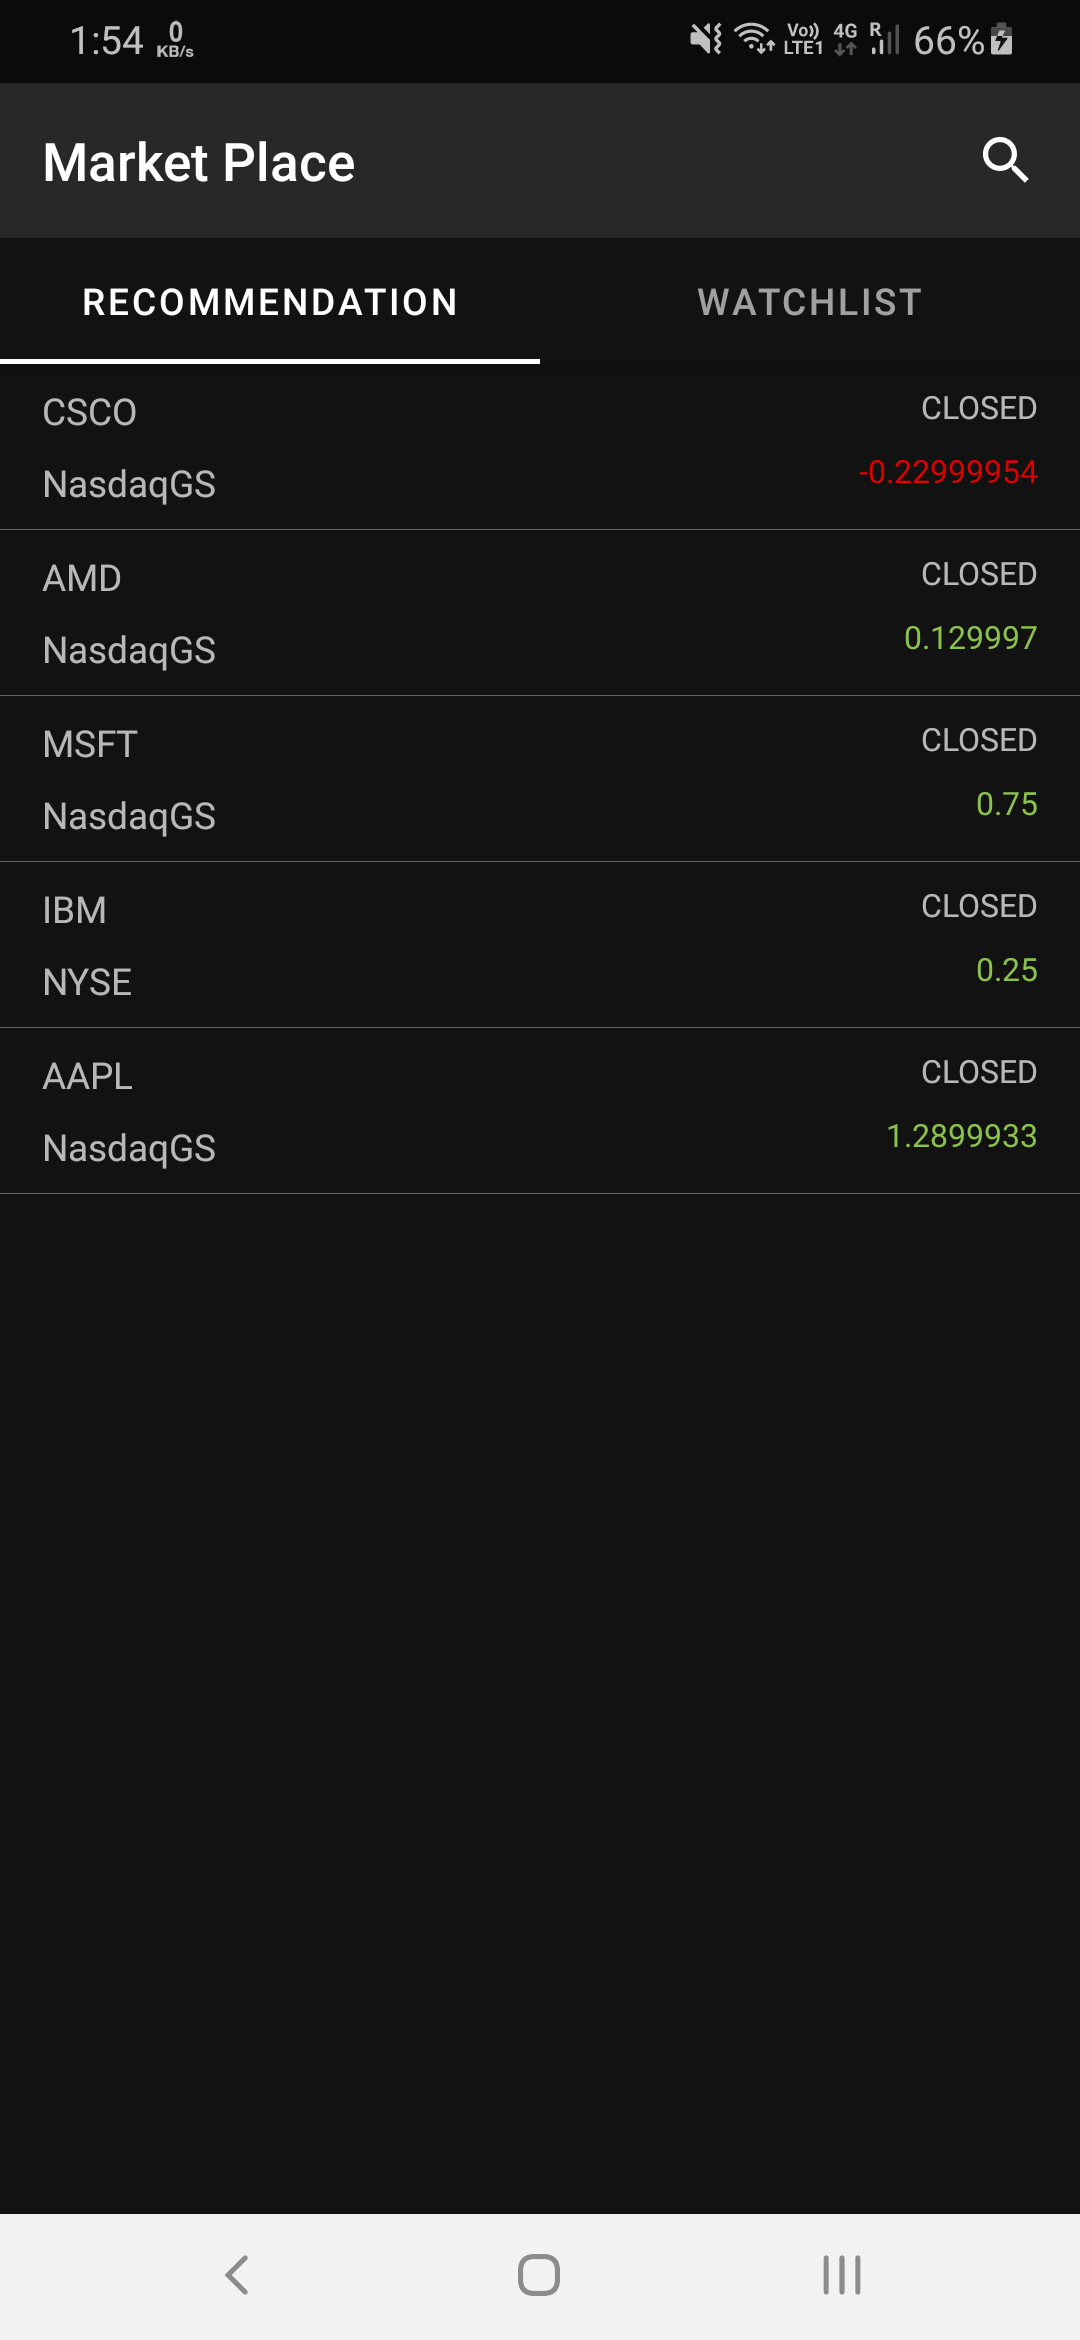 1:54 0 KB/s Vo)) LTE1 4G R 66%
Market Place
RECOMMENDATION WATCHLIST
CSCO CLOSED
NasdaqGS -0.22999954
AMD CLOSED
NasdaqGS 0.129997
MSFT CLOSED
NasdaqGS 0.75
IBM CLOSED
NYSE 0.25
AAPL CLOSED
NasdaqGS 1.2899933